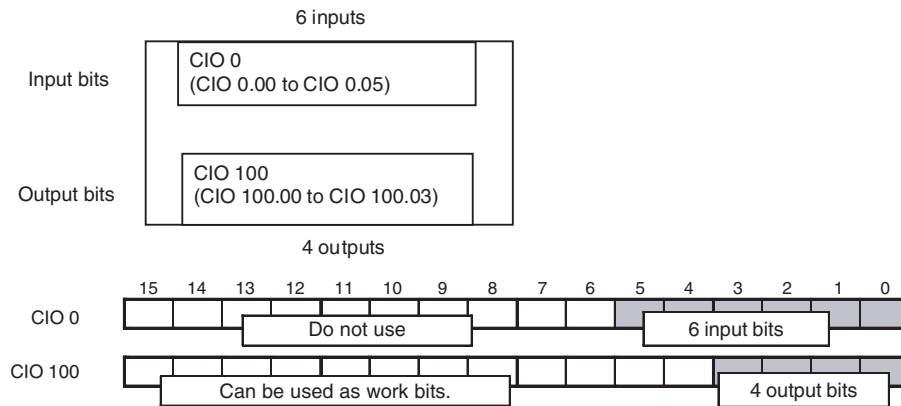 6 inputs
Input bits
CIO 0
(CIO 0.00 to CIO 0.05)
Output bits
CIO 100
(CIO 100.00 to CIO 100.03)
4 outputs
15 14 13 12 11 10 9 8 7 6 5 4 3 2 1 0
CIO 0
Do not use
6 input bits
CIO 100
Can be used as work bits.
4 output bits